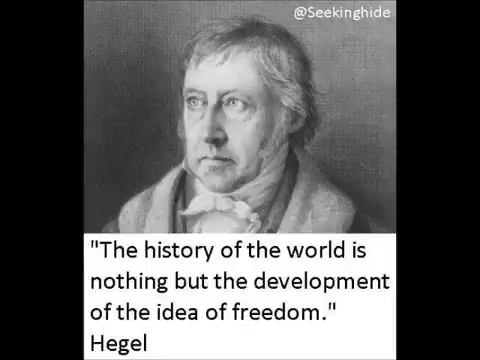 @Seekinghide
"The history of the world is
nothing but the development
of the idea of freedom."
Hegel